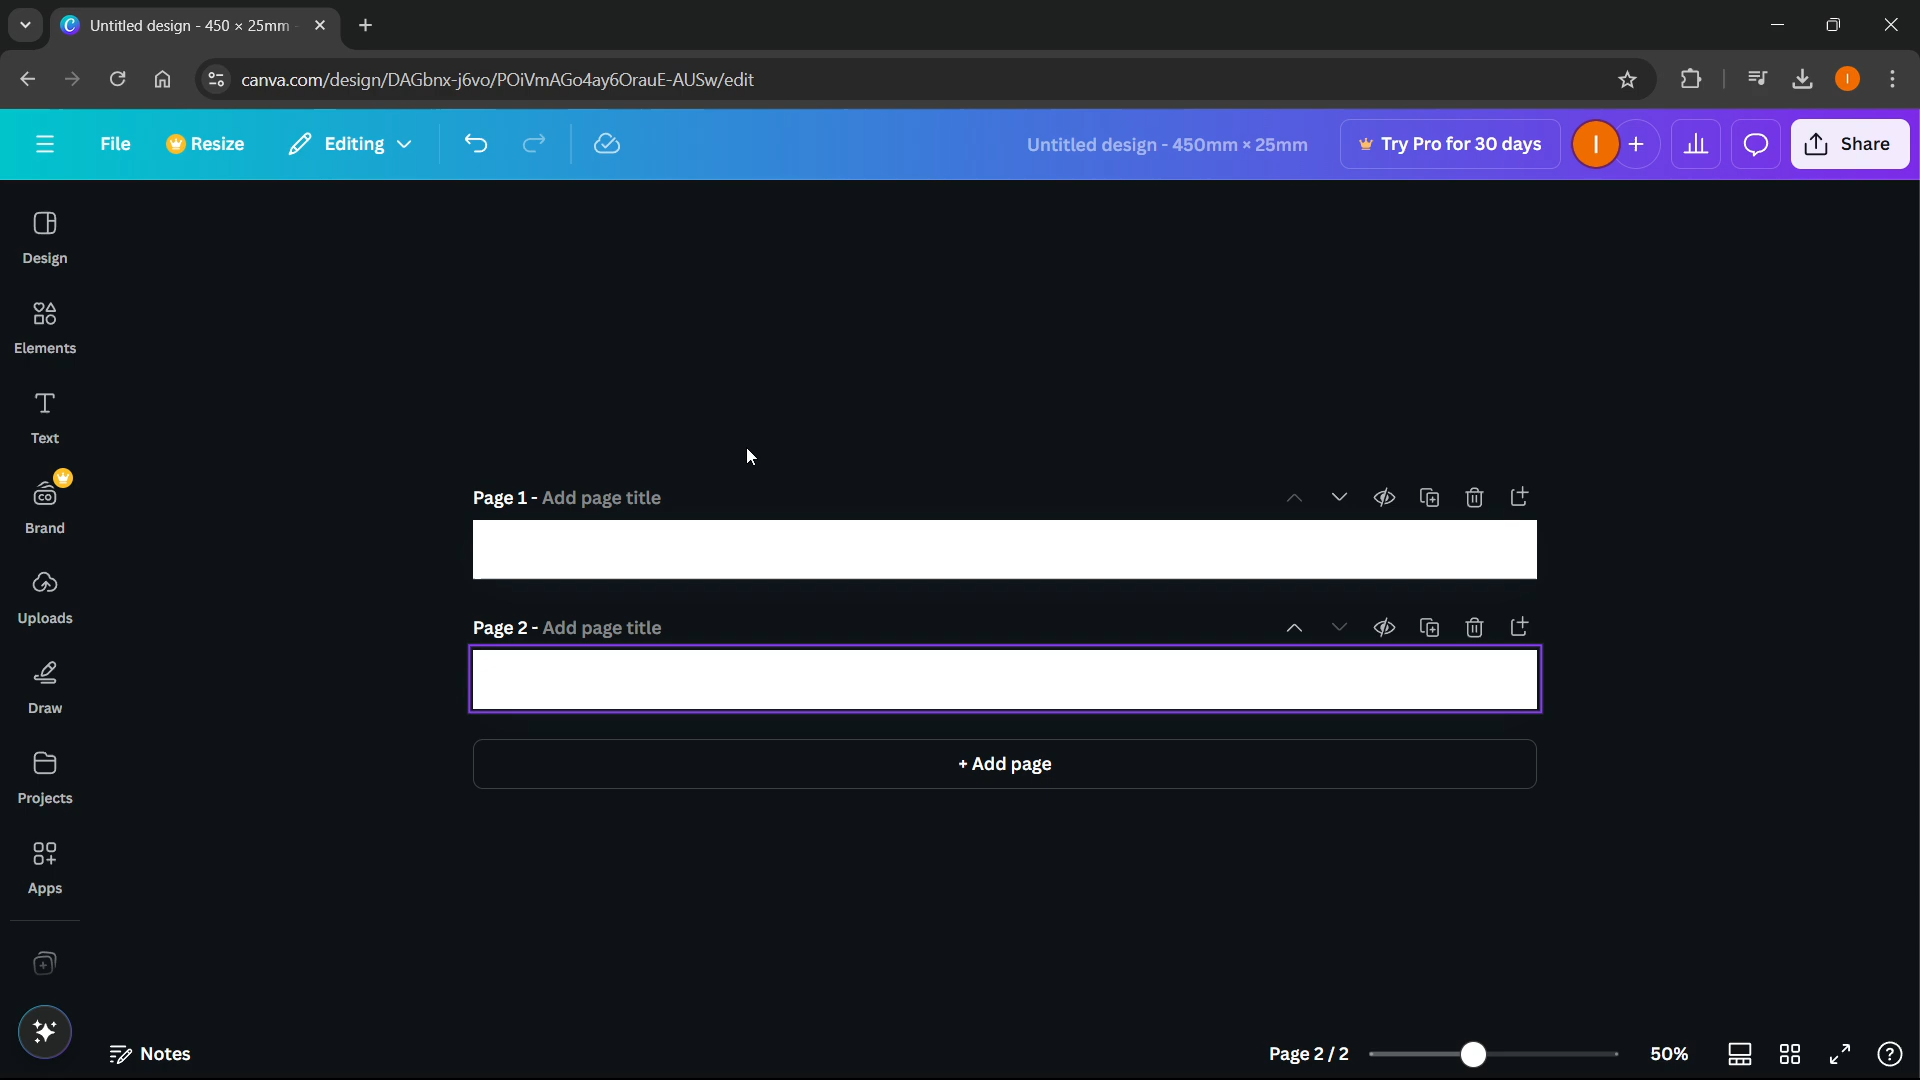 Untitled design - 450 × 25mm -
canva.com/design/DAGbnx-j6vo/POiVmAGo4ay6OrauE-AUSw/edit
I
File
Resize
Editing
Untitled design - 450mm × 25mm
Try Pro for 30 days
I
Share
Design
Elements
Text
Brand
Uploads
Draw
Projects
Apps
Page 1 - Add page title
Page 2 - Add page title
+ Add page
Notes
Page 2 / 2
50%